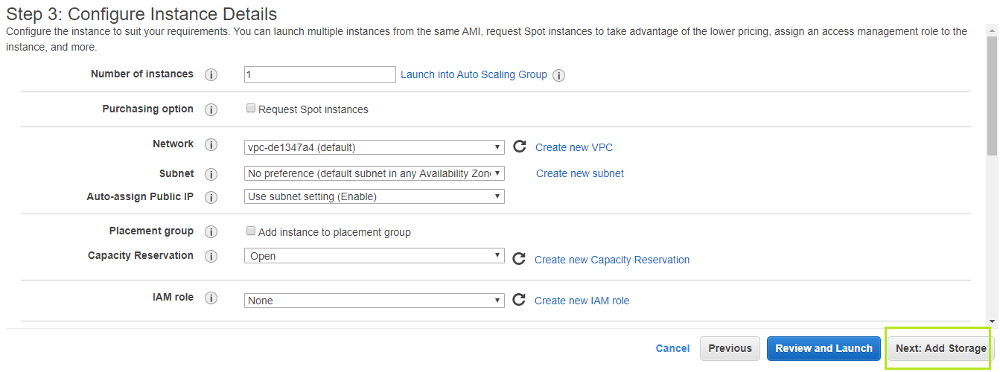 Step 3: Configure Instance Details
Configure the instance to suit your requirements. You can launch multiple instances from the same AMI, request Spot instances to take advantage of the lower pricing, assign an access management role to the
instance, and more.
Number of instances i 1 Launch into Auto Scaling Group i
Purchasing option i Request Spot instances
Network i vpc-de1347a4 (default) Create new VPC
Subnet i No preference (default subnet in any Availability Zon Create new subnet
Auto-assign Public IP i Use subnet setting (Enable)
Placement group i Add instance to placement group
Capacity Reservation i Open Create new Capacity Reservation
IAM role i None Create new IAM role
Cancel Previous Review and Launch Next: Add Storage